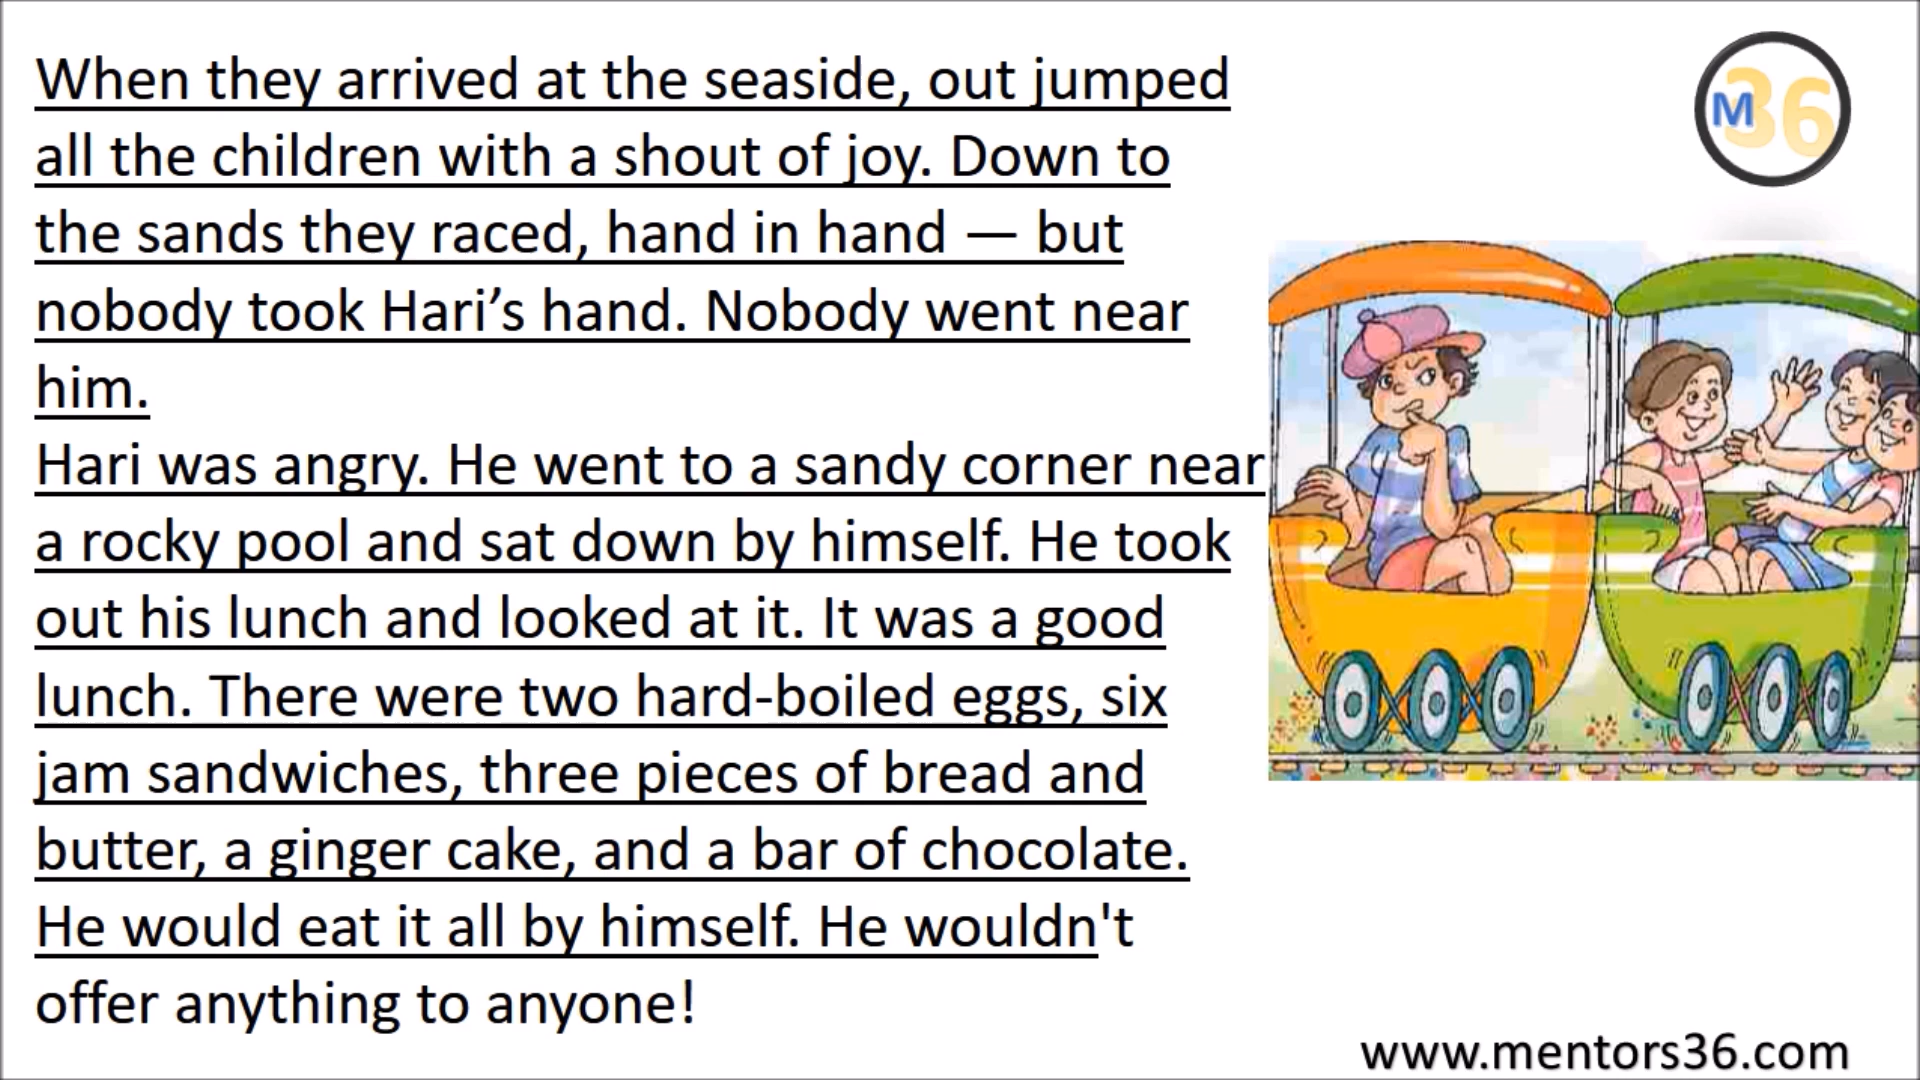 When they arrived at the seaside, out jumped
all the children with a shout of joy. Down to
the sands they raced, hand in hand — but
nobody took Hari’s hand. Nobody went near
him.
Hari was angry. He went to a sandy corner near
a rocky pool and sat down by himself. He took
out his lunch and looked at it. It was a good
lunch. There were two hard-boiled eggs, six
jam sandwiches, three pieces of bread and
butter, a ginger cake, and a bar of chocolate.
He would eat it all by himself. He wouldn't
offer anything to anyone!
M36
www.mentors36.com